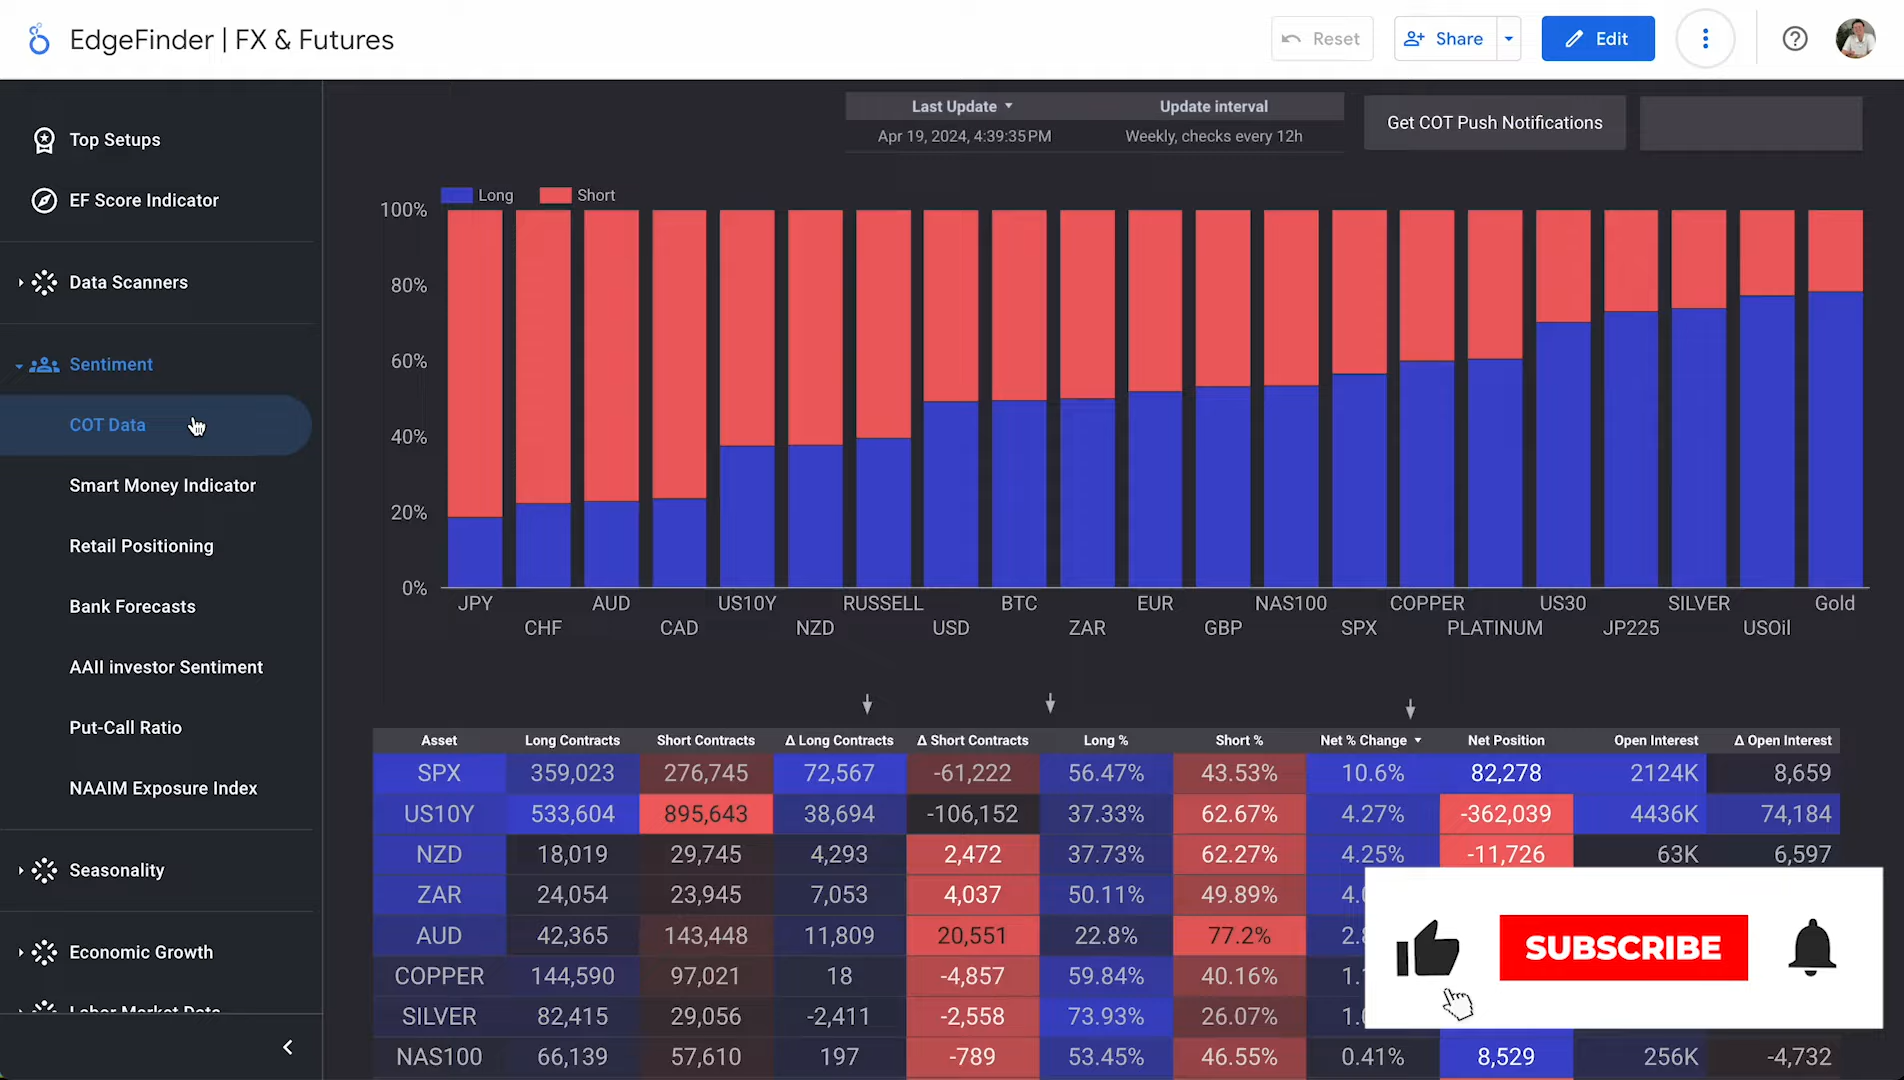 EdgeFinder | FX & Futures
Reset
Share
Edit
Top Setups
EF Score Indicator
Data Scanners
Sentiment
COT Data
Smart Money Indicator
Retail Positioning
Bank Forecasts
AAII investor Sentiment
Put-Call Ratio
NAAIM Exposure Index
Seasonality
Economic Growth
Labor Market Data
Last Update Update interval
Apr 19, 2024, 4:39:35 PM Weekly, checks every 12h
Get COT Push Notifications
Long Short
100%
80%
60%
40%
20%
0%
JPY AUD US10Y RUSSELL BTC EUR NAS100 COPPER US30 SILVER Gold
CHF CAD NZD USD ZAR GBP SPX PLATINUM JP225 USOil
Asset Long Contracts Short Contracts Δ Long Contracts Δ Short Contracts Long % Short % Net % Change Net Position Open Interest Δ Open Interest
SPX 359,023 276,745 72,567 -61,222 56.47% 43.53% 10.6% 82,278 2124K 8,659
US10Y 533,604 895,643 38,694 -106,152 37.33% 62.67% 4.27% -362,039 4436K 74,184
NZD 18,019 29,745 4,293 2,472 37.73% 62.27% 4.25% -11,726 63K 6,597
ZAR 24,054 23,945 7,053 4,037 50.11% 49.89%
AUD 42,365 143,448 11,809 20,551 22.8% 77.2%
COPPER 144,590 97,021 18 -4,857 59.84% 40.16%
SILVER 82,415 29,056 -2,411 -2,558 73.93% 26.07%
NAS100 66,139 57,610 197 -789 53.45% 46.55% 0.41% 8,529 256K -4,732
SUBSCRIBE